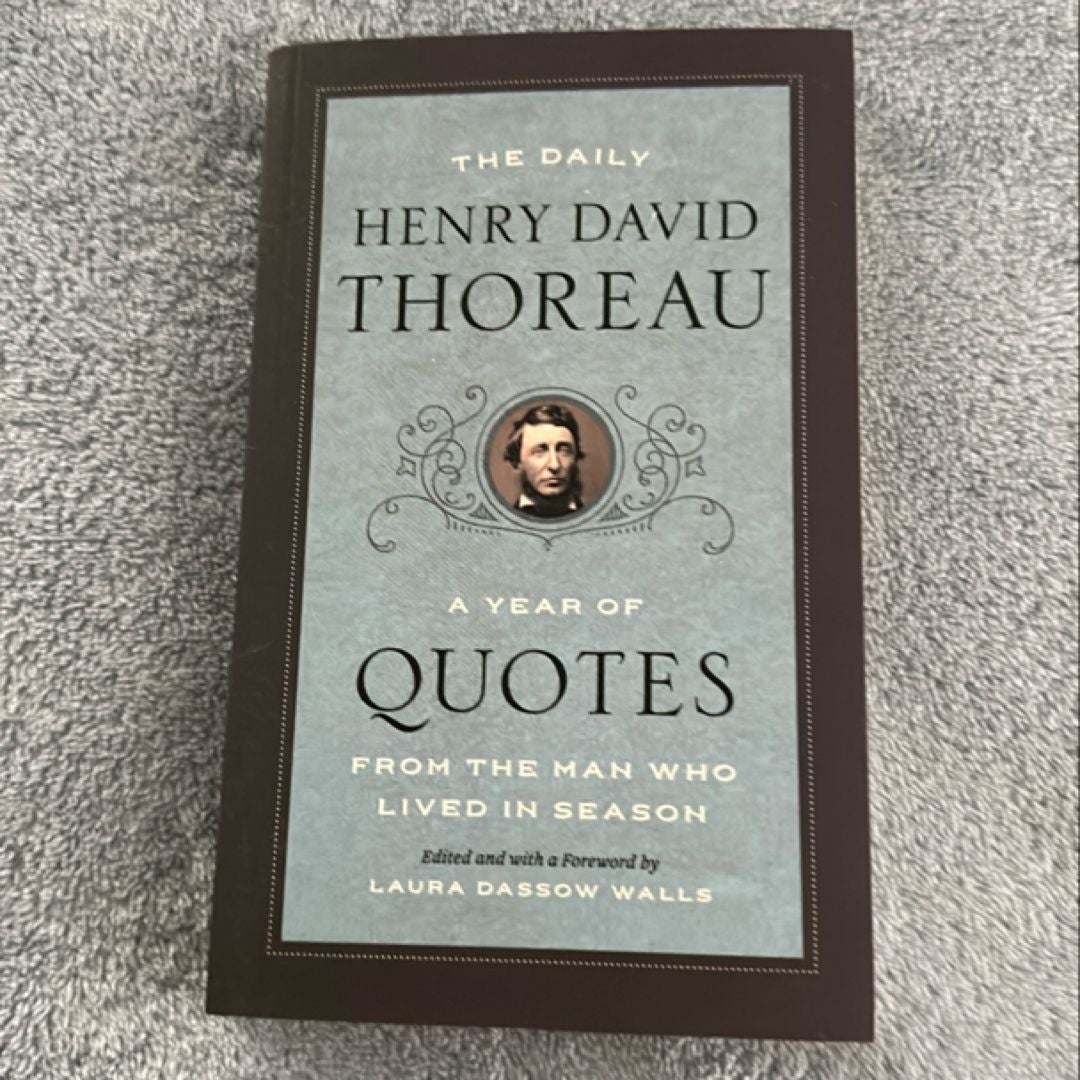 THE DAILY
HENRY DAVID
THOREAU
A YEAR OF
QUOTES
FROM THE MAN WHO
LIVED IN SEASON
Edited and with a Foreword by
LAURA DASSOW WALLS